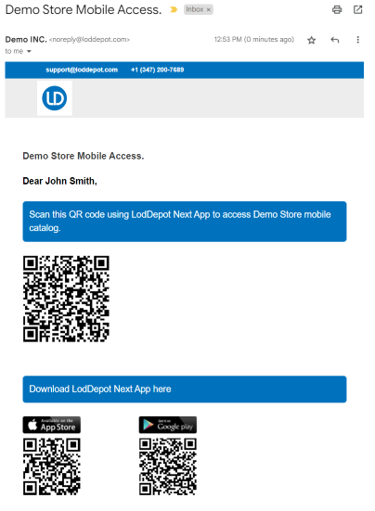 Demo Store Mobile Access. Inbox ×
Demo INC. <noreply@loddepot.com> 12:53 PM (0 minutes ago)
to me
support@loddepot.com +1 (347) 200-7689
LD
Demo Store Mobile Access.
Dear John Smith,
Scan this QR code using LodDepot Next App to access Demo Store mobile
catalog.
Download LodDepot Next App here
Available on the
App Store
Google play